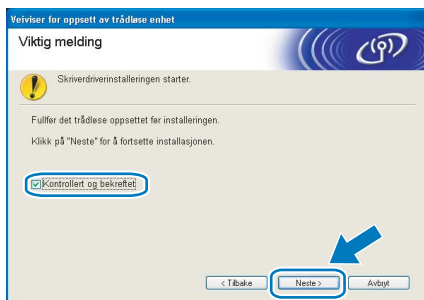 Veiviser for oppsett av trådløse enhet
Viktig melding
Skriverdriverinstalleringen starter.
Fullfør det trådløse oppsettet før installeringen.
Klikk på "Neste" for å fortsette installasjonen.
Kontrollert og bekreftet
< Tilbake
Neste >
Avbryt